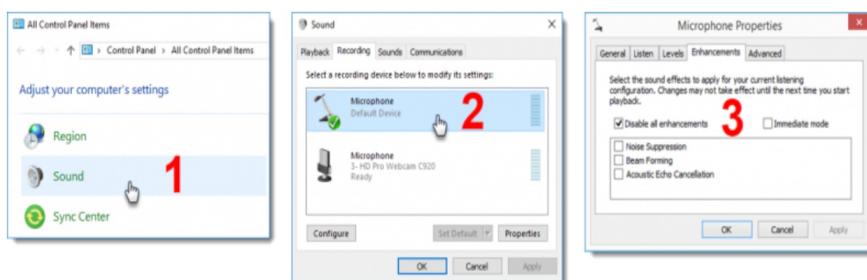 All Control Panel Items
Control Panel > All Control Panel Items
Adjust your computer's settings
Region
Sound
1
Sync Center
Sound
Playback Recording Sounds Communications
Select a recording device below to modify its settings:
Microphone
Default Device
2
Microphone
3- HD Pro Webcam C920
Ready
Configure Set Default Properties
OK Cancel Apply
Microphone Properties
General Listen Levels Enhancements Advanced
Select the sound effects to apply for your current listening
configuration. Changes may not take effect until the next time you start
playback.
Disable all enhancements 3 Immediate mode
Noise Suppression
Beam Forming
Acoustic Echo Cancellation
OK Cancel Apply